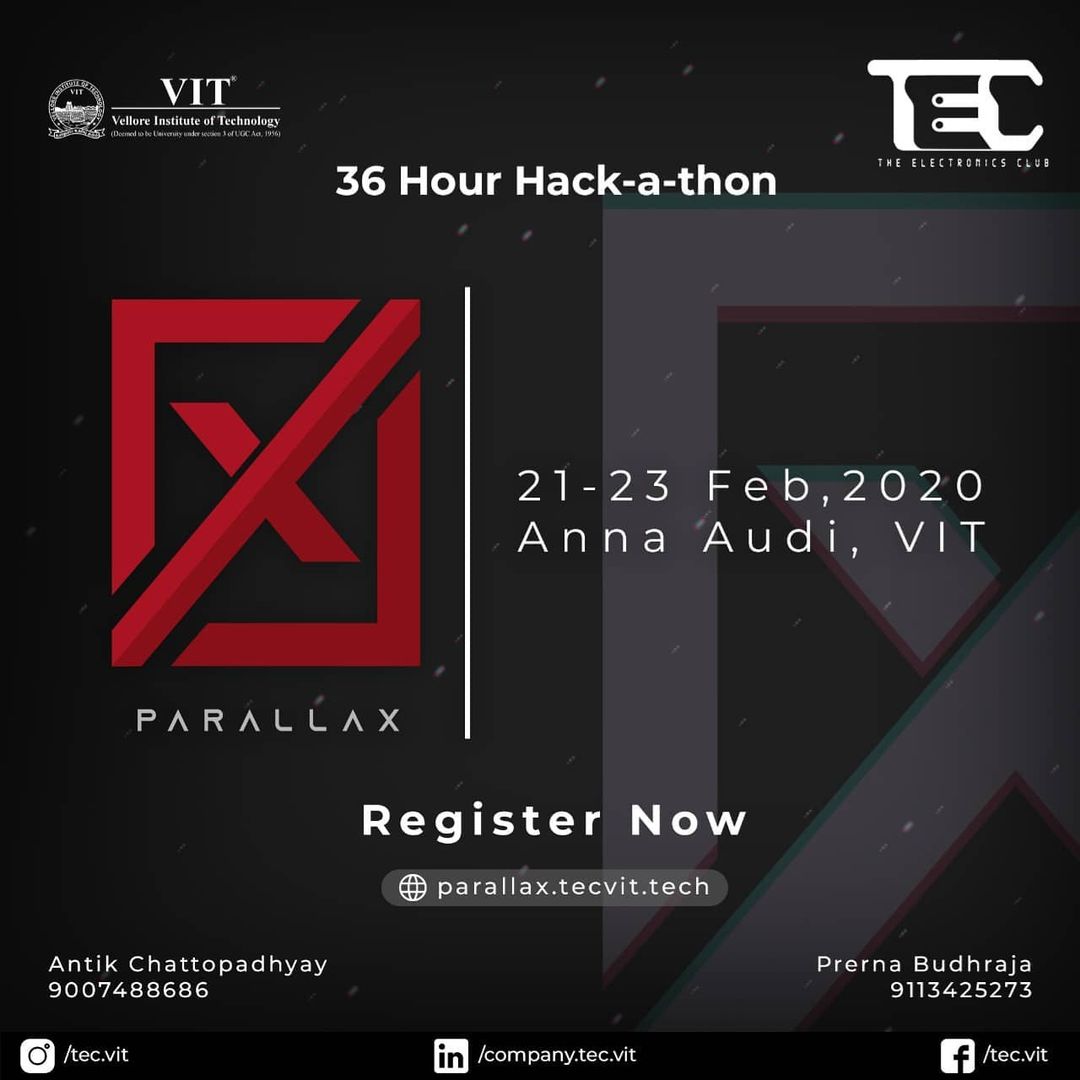 VIT®
Vellore Institute of Technology
(Deemed to be University under section 3 of UGC Act, 1956)
TEC
THE ELECTRONICS CLUB
36 Hour Hack-a-thon
X
PARALLAX
21-23 Feb,2020
Anna Audi, VIT
Register Now
parallax.tecvit.tech
Antik Chattopadhyay
9007488686
Prerna Budhraja
9113425273
/tec.vit
in /company.tec.vit
f /tec.vit